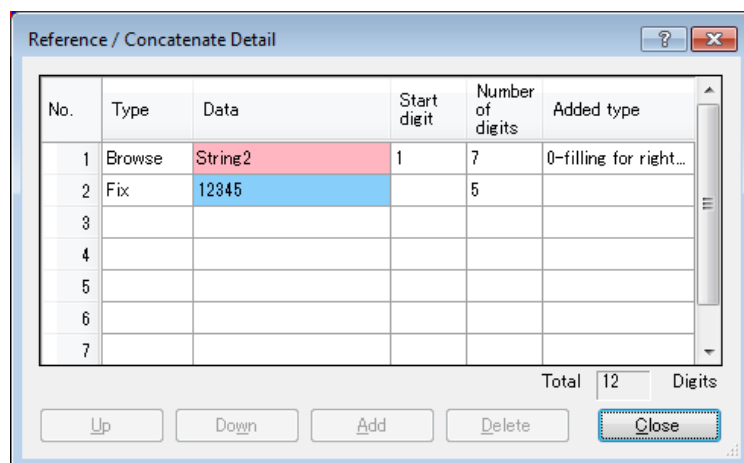 Reference / Concatenate Detail
No. Type Data Start digit Number of digits Added type
1 Browse String2 1 7 0-filling for right...
2 Fix 12345 5
3
4
5
6
7
Total 12 Digits
Up Down Add Delete Close